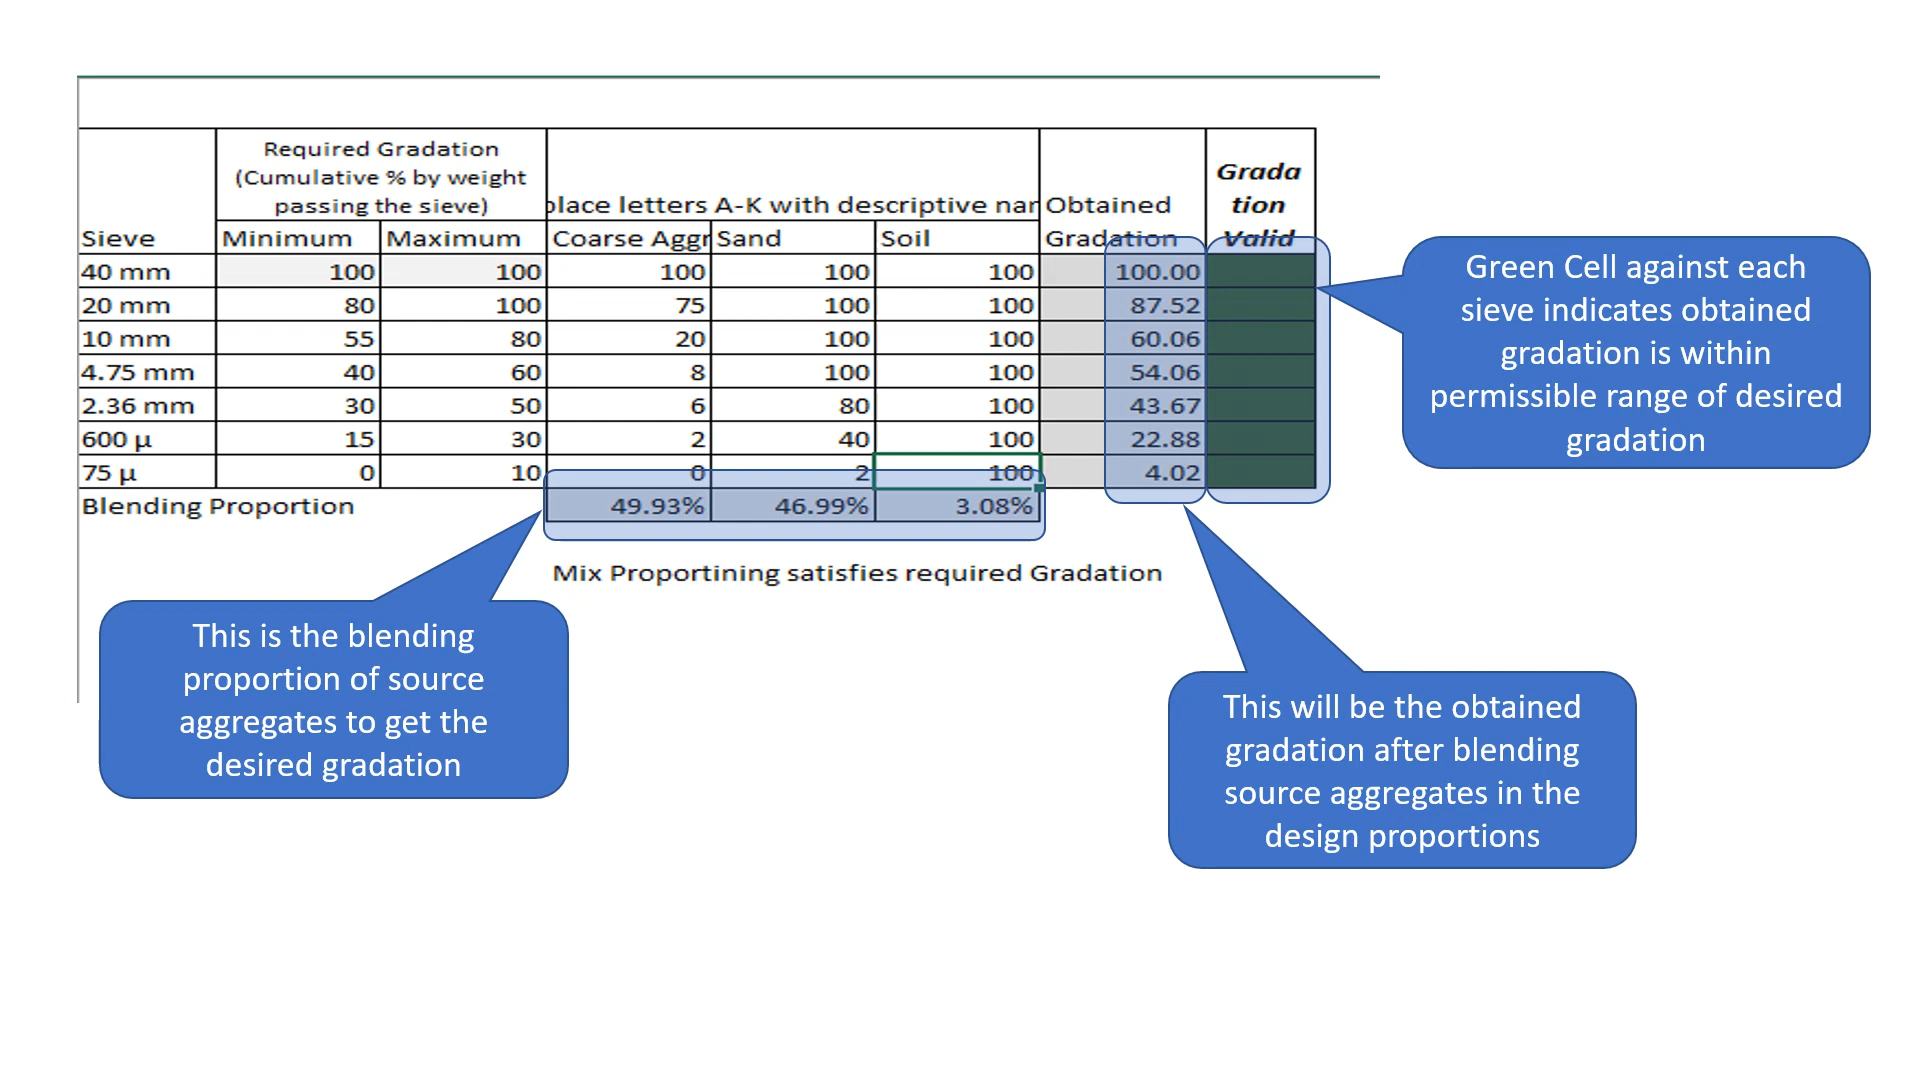 Required Gradation
(Cumulative % by weight
passing the sieve)
place letters A-K with descriptive nar
Obtained
Gradation
Grada
tion
Valid
Sieve Minimum Maximum Coarse Aggr Sand Soil
40 mm 100 100 100 100 100 100.00
20 mm 80 100 75 100 100 87.52
10 mm 55 80 20 100 100 60.06
4.75 mm 40 60 8 100 100 54.06
2.36 mm 30 50 6 80 100 43.67
600 μ 15 30 2 40 100 22.88
75 μ 0 10 0 2 100 4.02
Blending Proportion 49.93% 46.99% 3.08%
Mix Proportining satisfies required Gradation
Green Cell against each
sieve indicates obtained
gradation is within
permissible range of desired
gradation
This is the blending
proportion of source
aggregates to get the
desired gradation
This will be the obtained
gradation after blending
source aggregates in the
design proportions